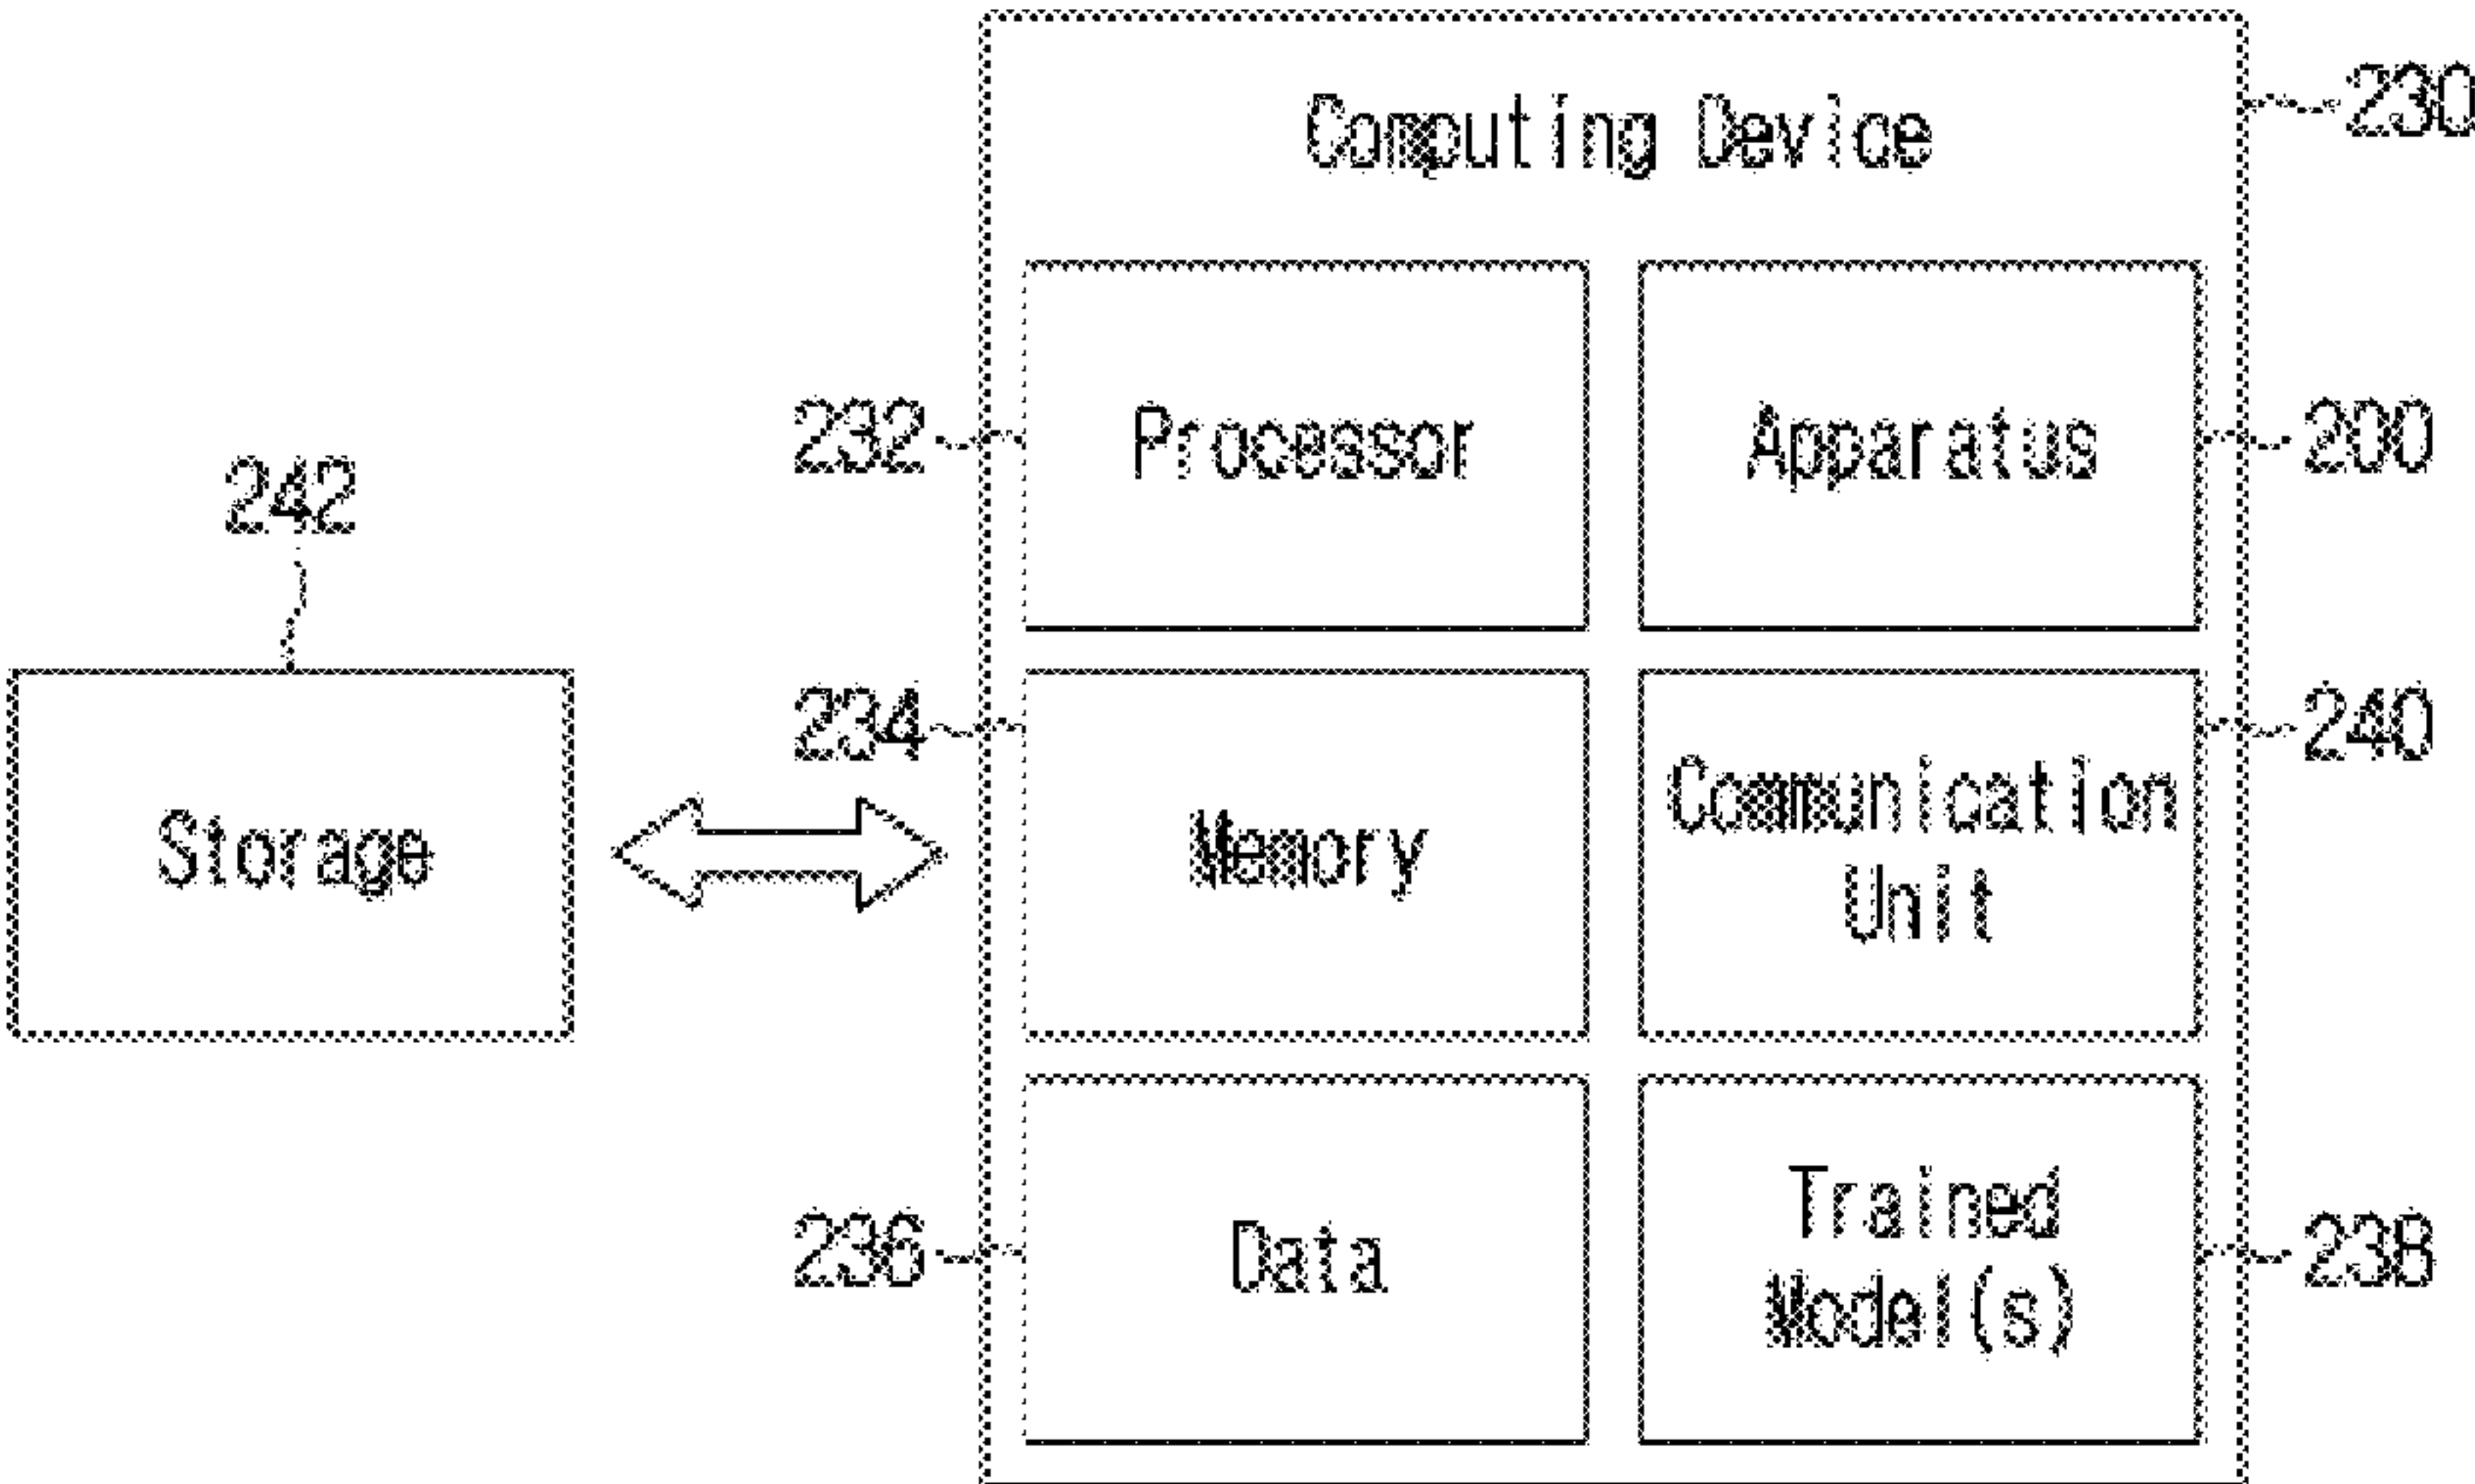 Computing Device
230
232
Processor
Apparatus
200
242
234
Memory
Communication
Unit
240
Storage
236
Data
Trained
Model(s)
238